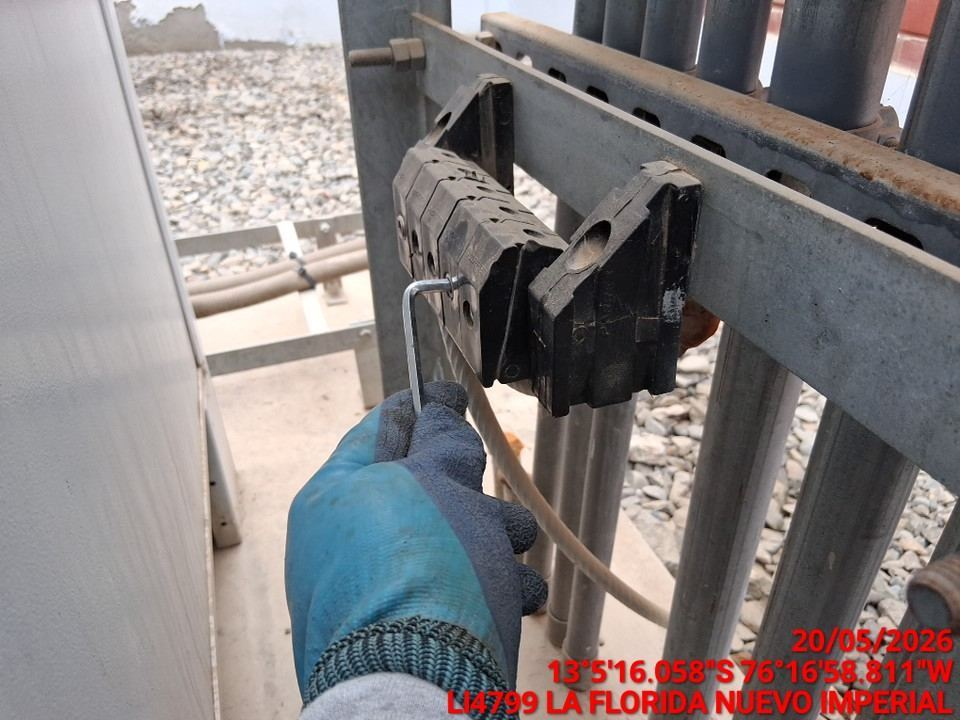 20/05/2026
13°5'16.058"S 76°16'58.811"W
LI4799 LA FLORIDA NUEVO IMPERIAL